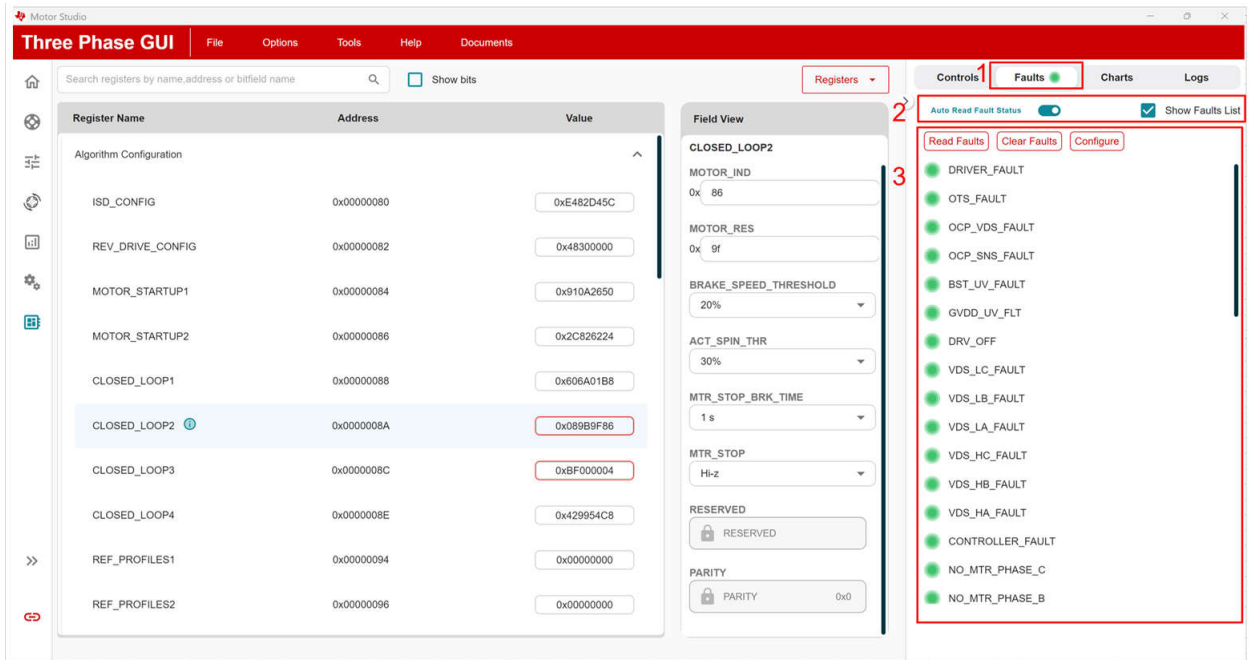 Motor Studio
Three Phase GUI File Options Tools Help Documents
Search registers by name,address or bitfield name Show bits Registers
Register Name Address Value
Algorithm Configuration
ISD_CONFIG 0x00000080 0xE482D45C
REV_DRIVE_CONFIG 0x00000082 0x48300000
MOTOR_STARTUP1 0x00000084 0x910A2650
MOTOR_STARTUP2 0x00000086 0x2C826224
CLOSED_LOOP1 0x00000088 0x606A01B8
CLOSED_LOOP2 0x0000008A 0x089B9F86
CLOSED_LOOP3 0x0000008C 0xBF000004
CLOSED_LOOP4 0x0000008E 0x429954C8
REF_PROFILES1 0x00000094 0x00000000
REF_PROFILES2 0x00000096 0x00000000
Field View
CLOSED_LOOP2
MOTOR_IND
0x 86
MOTOR_RES
0x 9f
BRAKE_SPEED_THRESHOLD
20%
ACT_SPIN_THR
30%
MTR_STOP_BRK_TIME
1 s
MTR_STOP
Hi-z
RESERVED
RESERVED
PARITY
PARITY 0x0
Controls 1 Faults Charts Logs
2 Auto Read Fault Status Show Faults List
Read Faults Clear Faults Configure
3
DRIVER_FAULT
OTS_FAULT
OCP_VDS_FAULT
OCP_SNS_FAULT
BST_UV_FAULT
GVDD_UV_FLT
DRV_OFF
VDS_LC_FAULT
VDS_LB_FAULT
VDS_LA_FAULT
VDS_HC_FAULT
VDS_HB_FAULT
VDS_HA_FAULT
CONTROLLER_FAULT
NO_MTR_PHASE_C
NO_MTR_PHASE_B